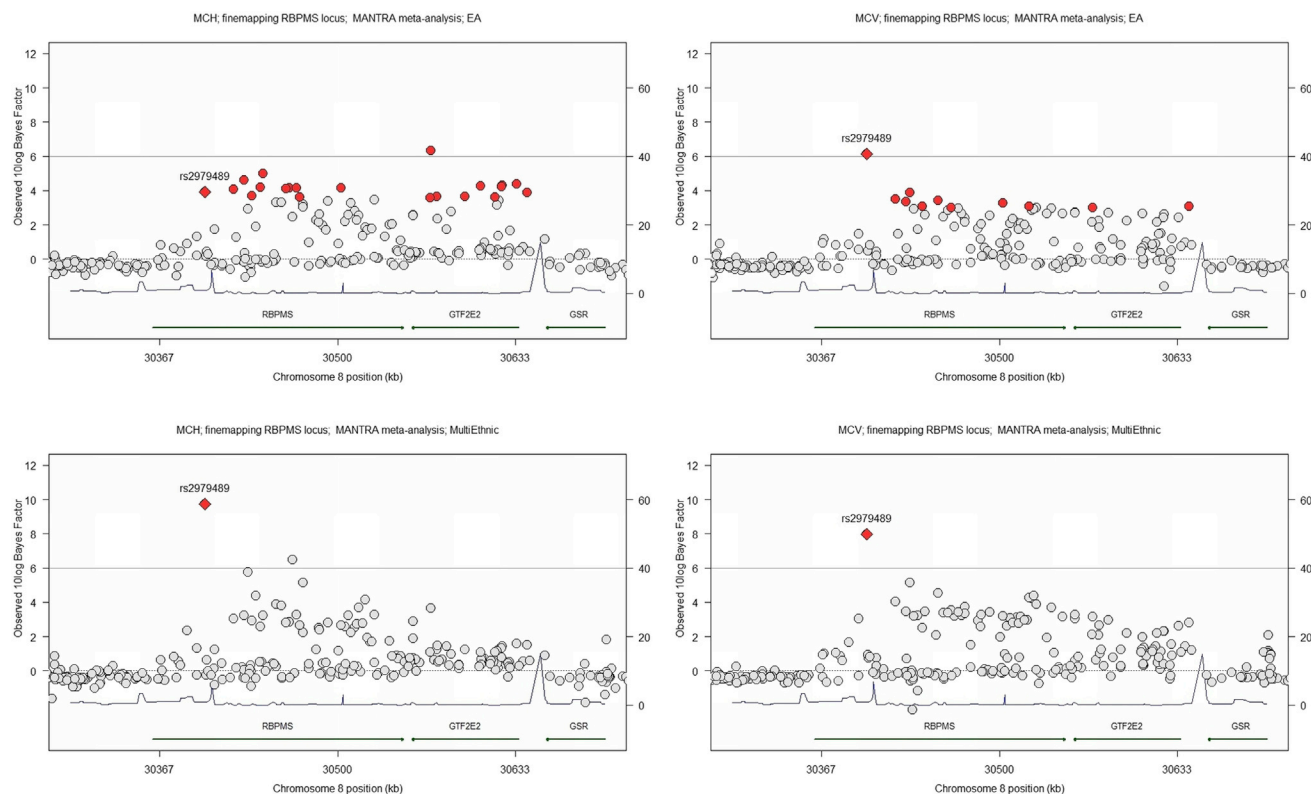 MCH; finemapping RBPMS locus; MANTRA meta-analysis; EA
Observed 10log Bayes Factor
12
10
8
6
4
2
0
60
40
20
0
rs2979489
RBPMS
GTF2E2
GSR
30367
30500
30633
Chromosome 8 position (kb)
MCV; finemapping RBPMS locus; MANTRA meta-analysis; EA
Observed 10log Bayes Factor
12
10
8
6
4
2
0
60
40
20
0
rs2979489
RBPMS
GTF2E2
GSR
30367
30500
30633
Chromosome 8 position (kb)
MCH; finemapping RBPMS locus; MANTRA meta-analysis; MultiEthnic
Observed 10log Bayes Factor
12
10
8
6
4
2
0
60
40
20
0
rs2979489
RBPMS
GTF2E2
GSR
30367
30500
30633
Chromosome 8 position (kb)
MCV; finemapping RBPMS locus; MANTRA meta-analysis; MultiEthnic
Observed 10log Bayes Factor
12
10
8
6
4
2
0
60
40
20
0
rs2979489
RBPMS
GTF2E2
GSR
30367
30500
30633
Chromosome 8 position (kb)